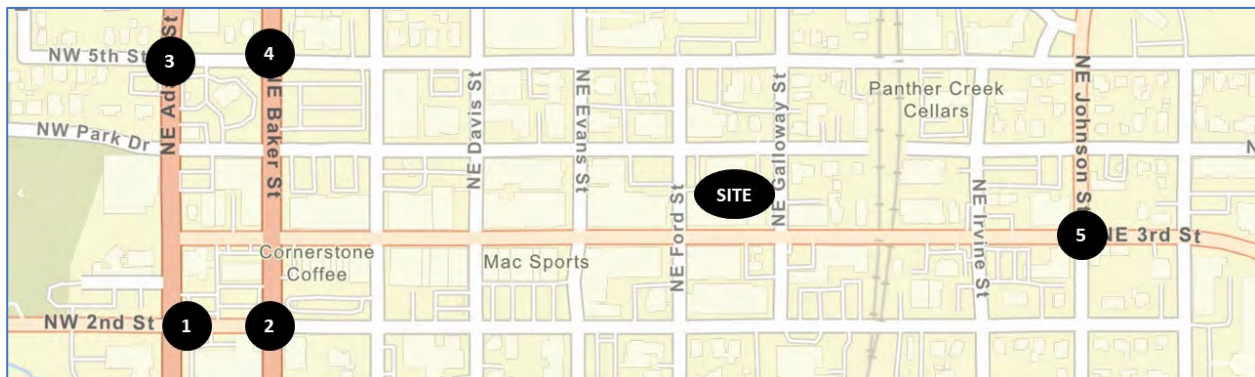 NW 5th St
3
4
NE Ad St
NE Baker St
NE Davis St
NE Evans St
NE Galloway St
Panther Creek
Cellars
NE Johnson St
NW Park Dr
NE Ford St
SITE
NE Irvine St
5
NE 3rd St
Cornerstone
Coffee
Mac Sports
NW 2nd St
1
2